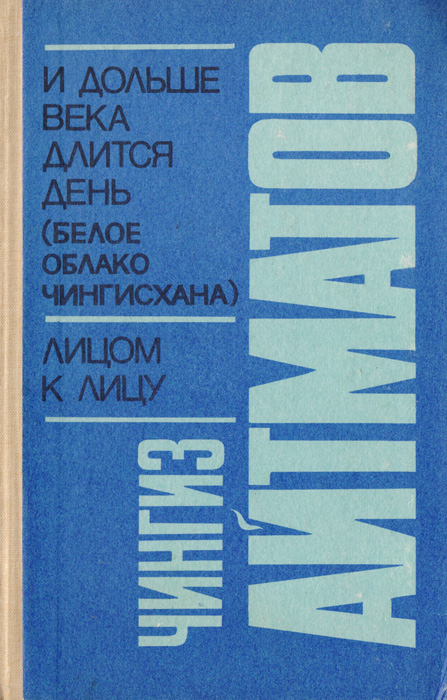 И ДОЛЬШЕ
ВЕКА
ДЛИТСЯ
ДЕНЬ
(БЕЛОЕ
ОБЛАКО
ЧИНГИСХАНА)
ЛИЦОМ
К ЛИЦУ
ЧИНГИЗ
АЙТМАТОВ